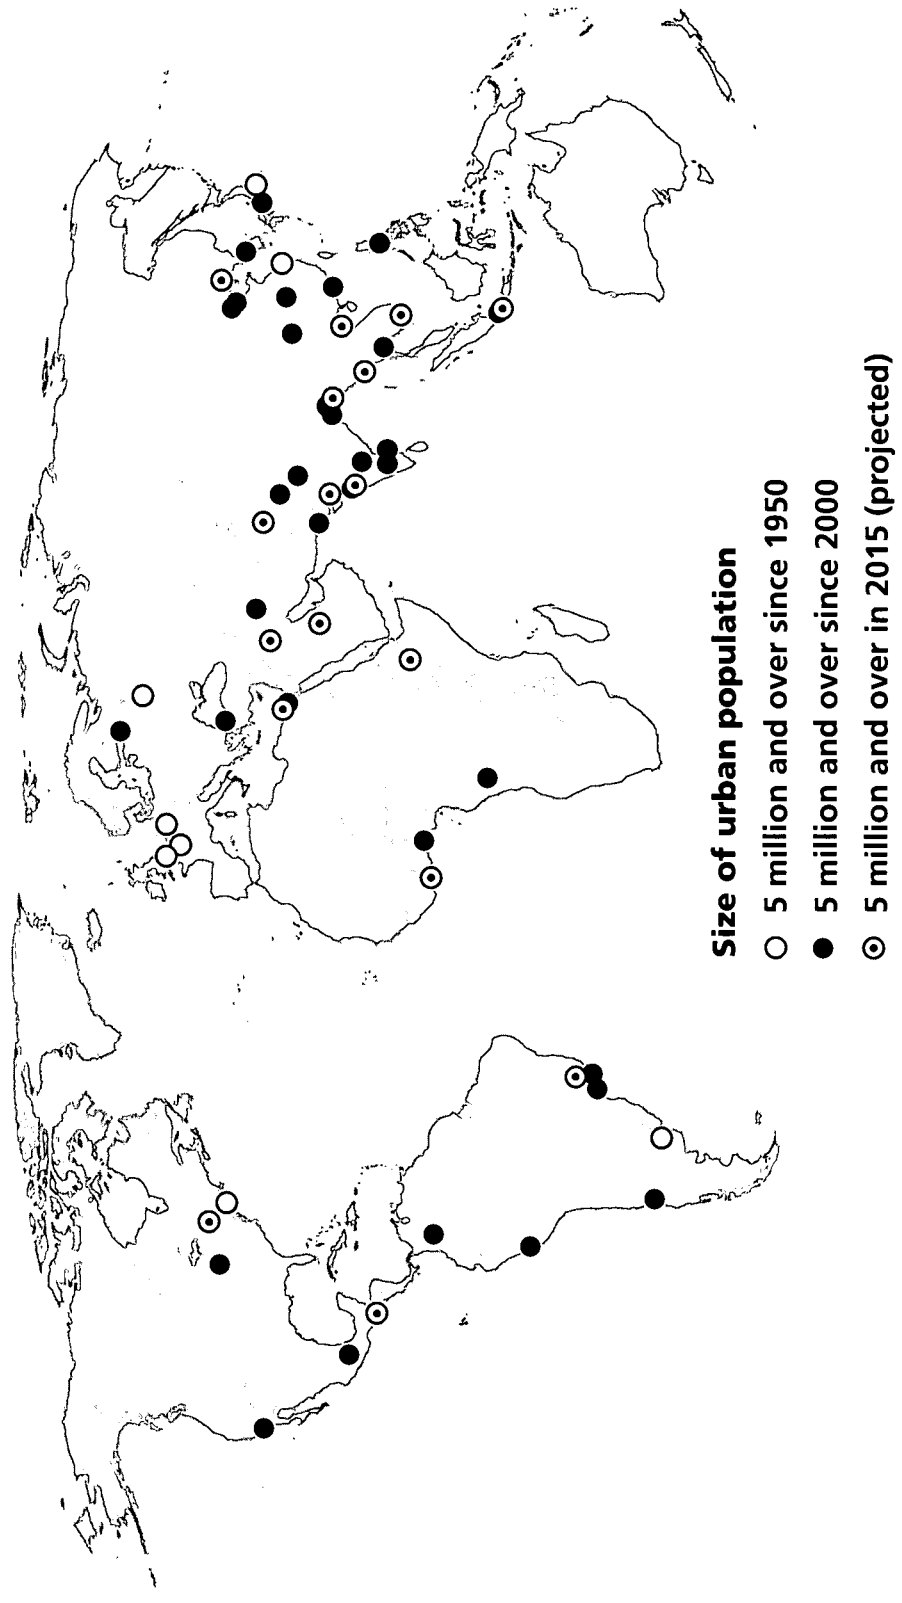 Size of urban population
5 million and over since 1950
5 million and over since 2000
5 million and over in 2015 (projected)